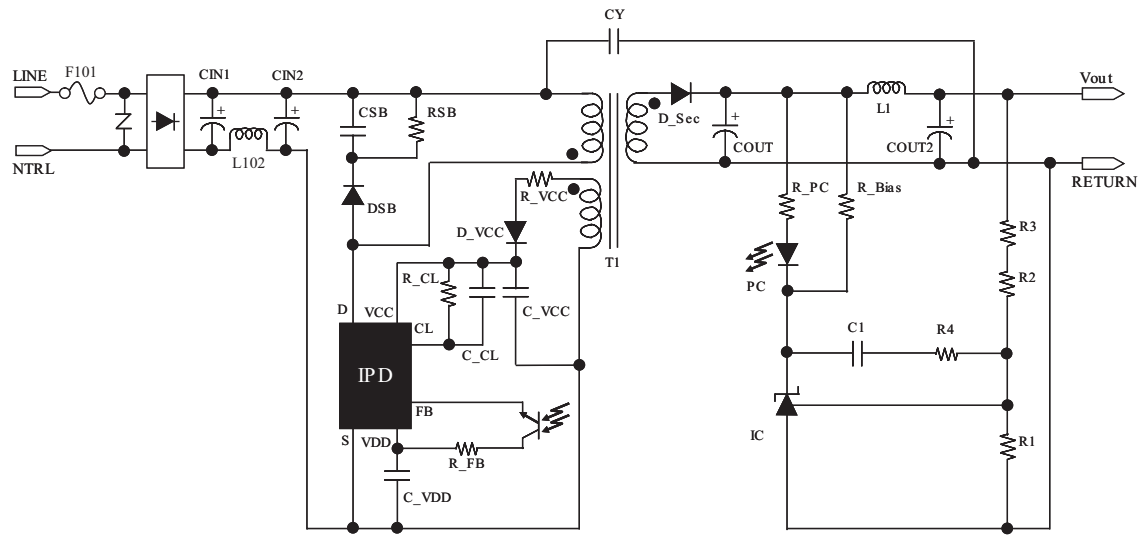 CY
LINE
F101
CIN1
CIN2
CSB
RSB
D_Sec
L1
Vout
L102
COUT
COUT2
NTRL
RETURN
DSB
R_VCC
R_PC
R_Bias
D_VCC
T1
R3
R_CL
PC
R2
D
VCC
CL
C_VCC
C_CL
C1
R4
IPD
FB
IC
R1
S
VDD
R_FB
C_VDD